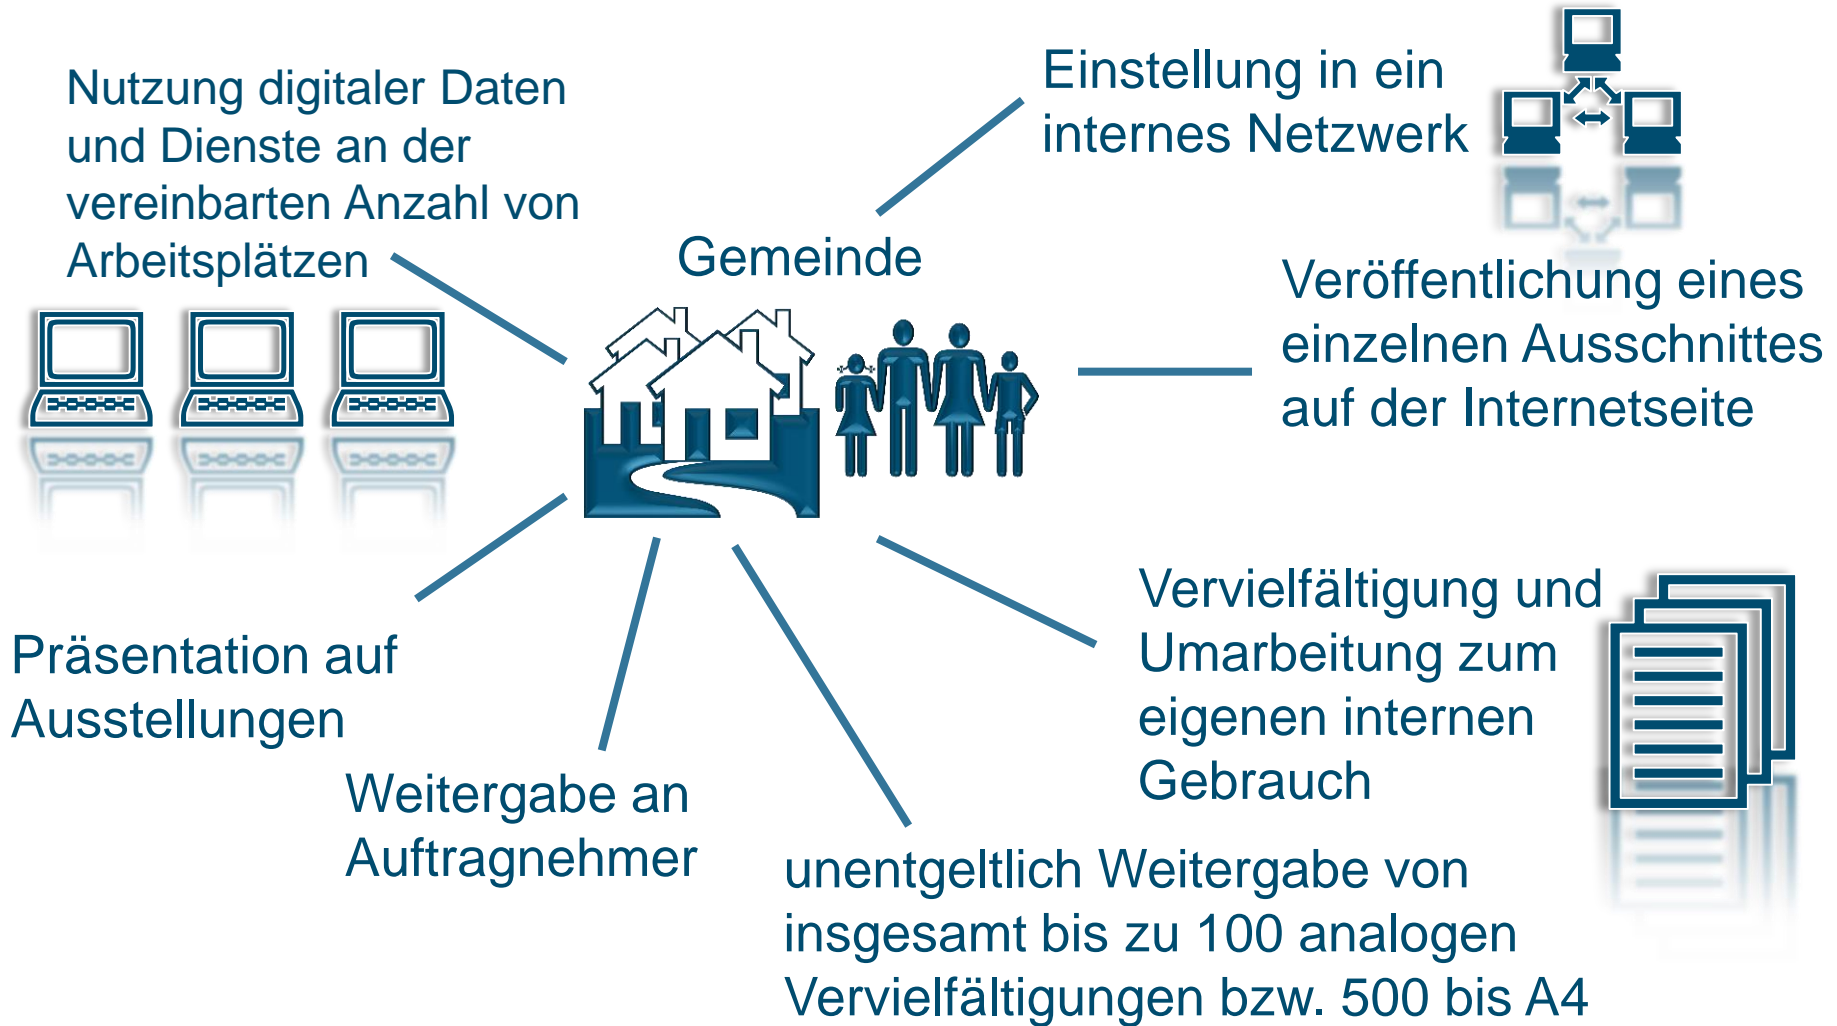 Nutzung digitaler Daten
und Dienste an der
vereinbarten Anzahl von
Arbeitsplätzen
Gemeinde
Einstellung in ein
internes Netzwerk
Veröffentlichung eines
einzelnen Ausschnittes
auf der Internetseite
Vervielfältigung und
Umarbeitung zum
eigenen internen
Gebrauch
Präsentation auf
Ausstellungen
Weitergabe an
Auftragnehmer
unentgeltlich Weitergabe von
insgesamt bis zu 100 analogen
Vervielfältigungen bzw. 500 bis A4